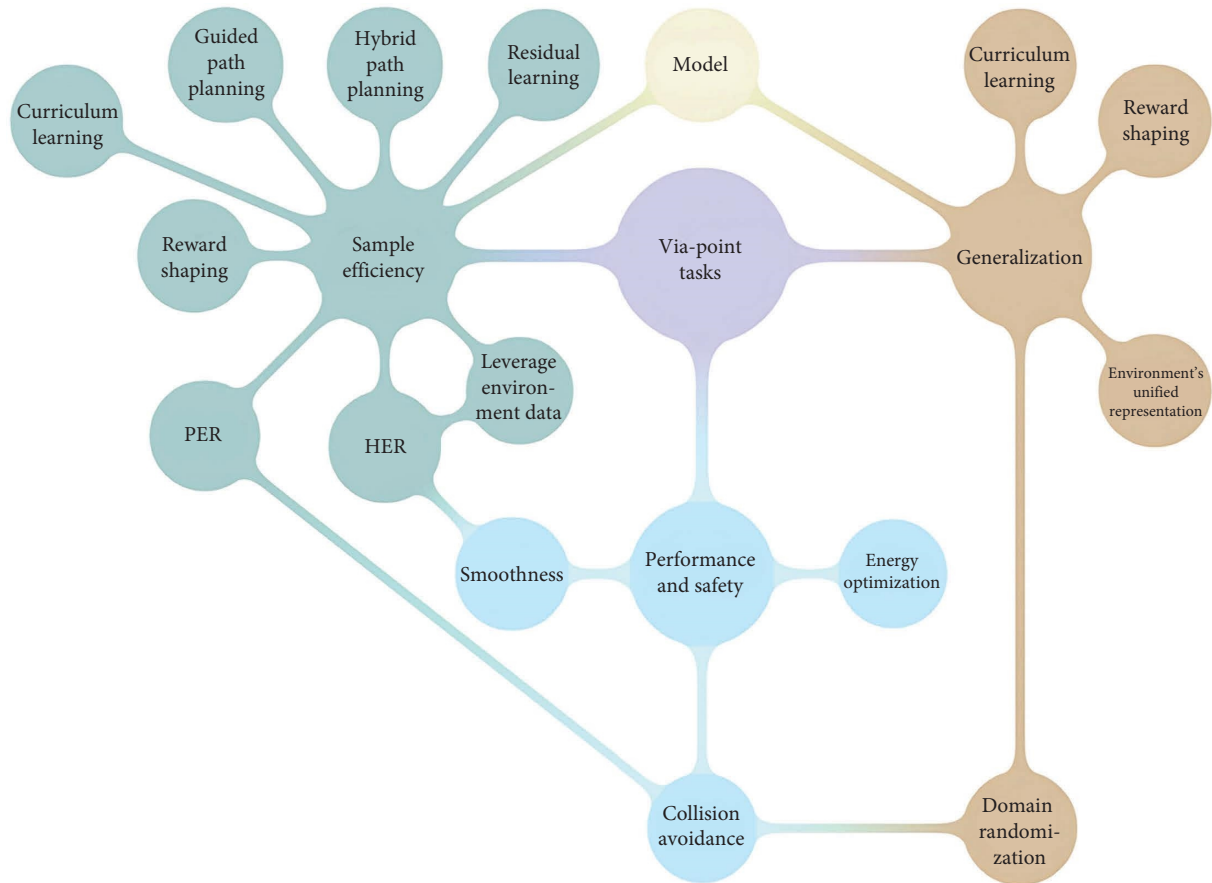 Guided
path
planning
Hybrid
path
planning
Residual
learning
Model
Curriculum
learning
Curriculum
learning
Reward
shaping
Reward
shaping
Sample
efficiency
Via-point
tasks
Generalization
Leverage
environ-
ment data
Environment's
unified
representation
PER
HER
Smoothness
Performance
and safety
Energy
optimization
Collision
avoidance
Domain
randomi-
zation